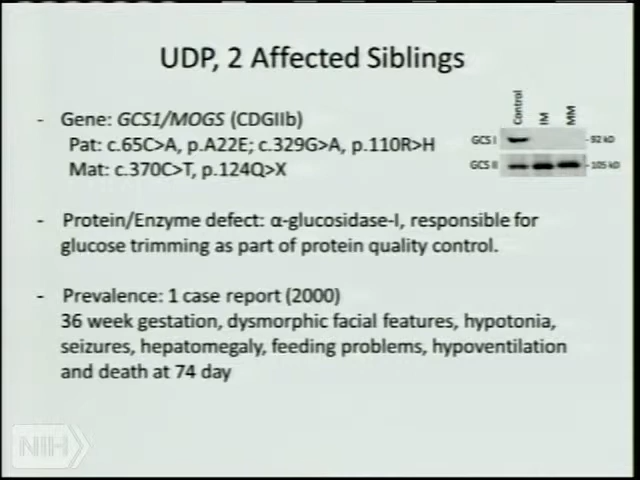 UDP, 2 Affected Siblings
- Gene: GCS1/MOGS (CDGIIb)
Pat: c.65C>A, p.A22E; c.329G>A, p.110R>H
Mat: c.370C>T, p.124Q>X
Control IM MM
GCS I -92 kD
GCS II -105 kD
- Protein/Enzyme defect: α-glucosidase-I, responsible for
glucose trimming as part of protein quality control.
- Prevalence: 1 case report (2000)
36 week gestation, dysmorphic facial features, hypotonia,
seizures, hepatomegaly, feeding problems, hypoventilation
and death at 74 day
NIH